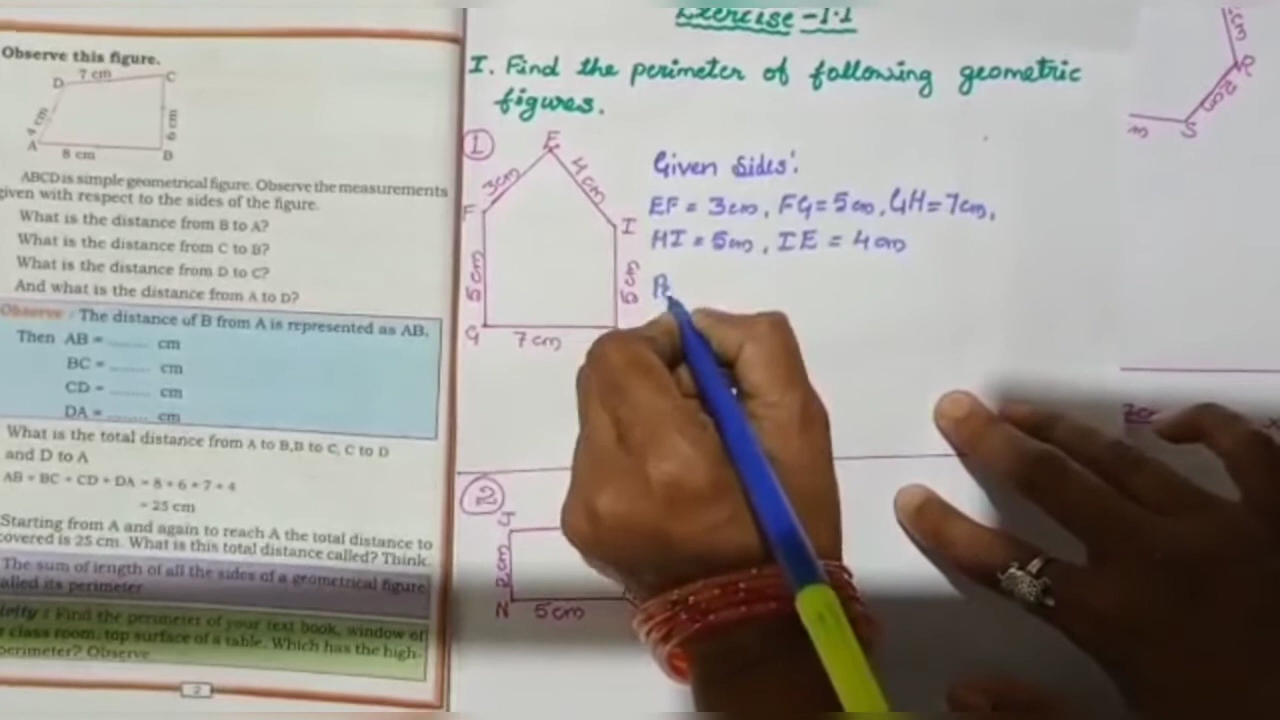 Observe this figure.
7 cm
D
C
4 cm
6 cm
A
8 cm
B
ABCD is simple geometrical figure. Observe the measurements
given with respect to the sides of the figure.
What is the distance from B to A?
What is the distance from C to B?
What is the distance from D to C?
And what is the distance from A to D?
Observe : The distance of B from A is represented as AB.
Then AB = ........ cm
BC = ........ cm
CD = ........ cm
DA = ........ cm
What is the total distance from A to B,B to C, C to D
and D to A
AB + BC + CD + DA = 8 + 6 + 7 + 4
= 25 cm
Starting from A and again to reach A the total distance to
covered is 25 cm. What is this total distance called? Think.
The sum of length of all the sides of a geometrical figure
called its perimeter
: Find the perimeter of your text book, window of
class room, top surface of a table. Which has the high-
perimeter? Observe
2
Exercise - 1.1
I. Find the perimeter of following geometric
figures.
1
E
3cm
4cm
F
I
5cm
5cm
G
7cm
Given Sides:
EF = 3cm, FG = 5cm, GH = 7cm,
HI = 5cm, IE = 4cm
2
J
2cm
N
5cm
cm
R
2cm
S